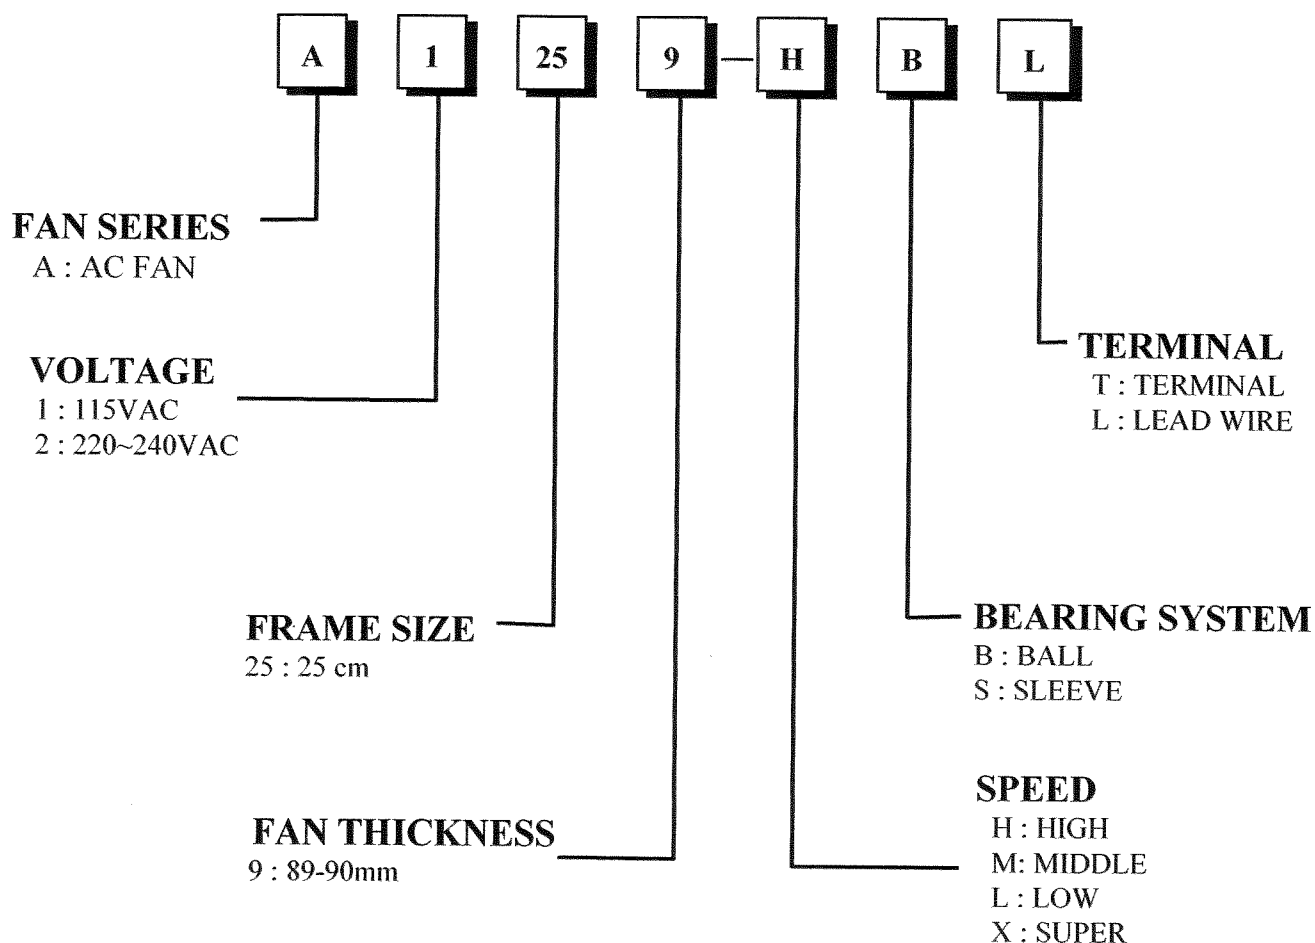 A 1 25 9 — H B L
FAN SERIES
A : AC FAN
VOLTAGE
1 : 115VAC
2 : 220~240VAC
TERMINAL
T : TERMINAL
L : LEAD WIRE
FRAME SIZE
25 : 25 cm
BEARING SYSTEM
B : BALL
S : SLEEVE
FAN THICKNESS
9 : 89-90mm
SPEED
H : HIGH
M: MIDDLE
L : LOW
X : SUPER